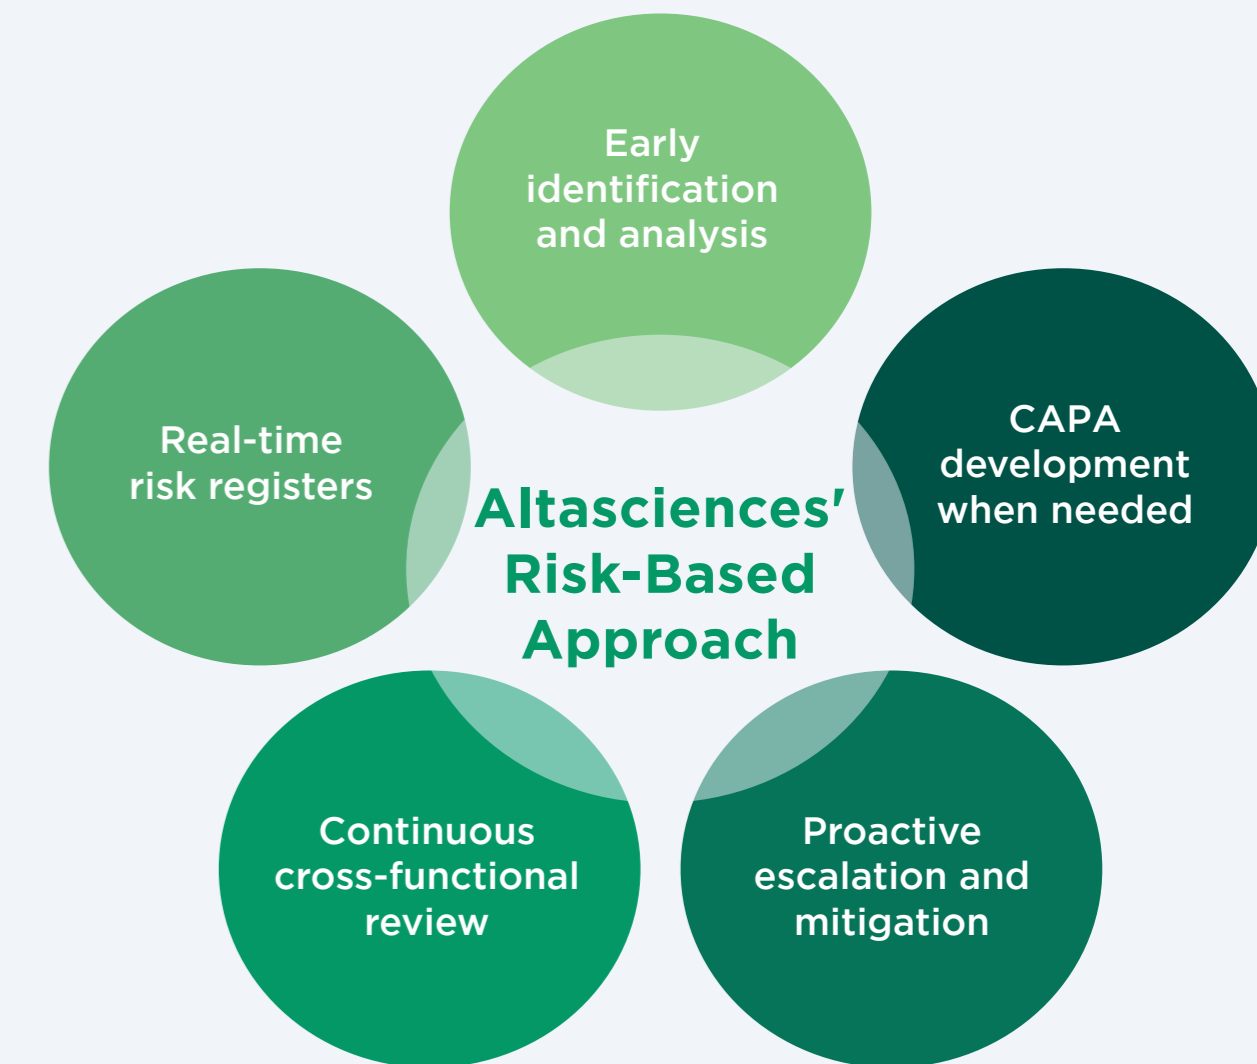 Early
identification
and analysis
Real-time
risk registers
CAPA
development
when needed
Altasciences'
Risk-Based
Approach
Continuous
cross-functional
review
Proactive
escalation and
mitigation